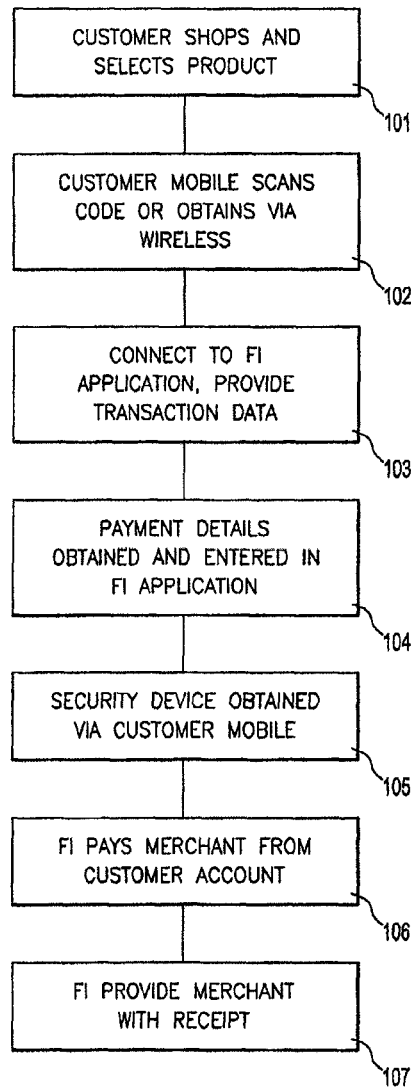 CUSTOMER SHOPS AND
SELECTS PRODUCT
101
CUSTOMER MOBILE SCANS
CODE OR OBTAINS VIA
WIRELESS
102
CONNECT TO FI
APPLICATION, PROVIDE
TRANSACTION DATA
103
PAYMENT DETAILS
OBTAINED AND ENTERED IN
FI APPLICATION
104
SECURITY DEVICE OBTAINED
VIA CUSTOMER MOBILE
105
FI PAYS MERCHANT FROM
CUSTOMER ACCOUNT
106
FI PROVIDE MERCHANT
WITH RECEIPT
107